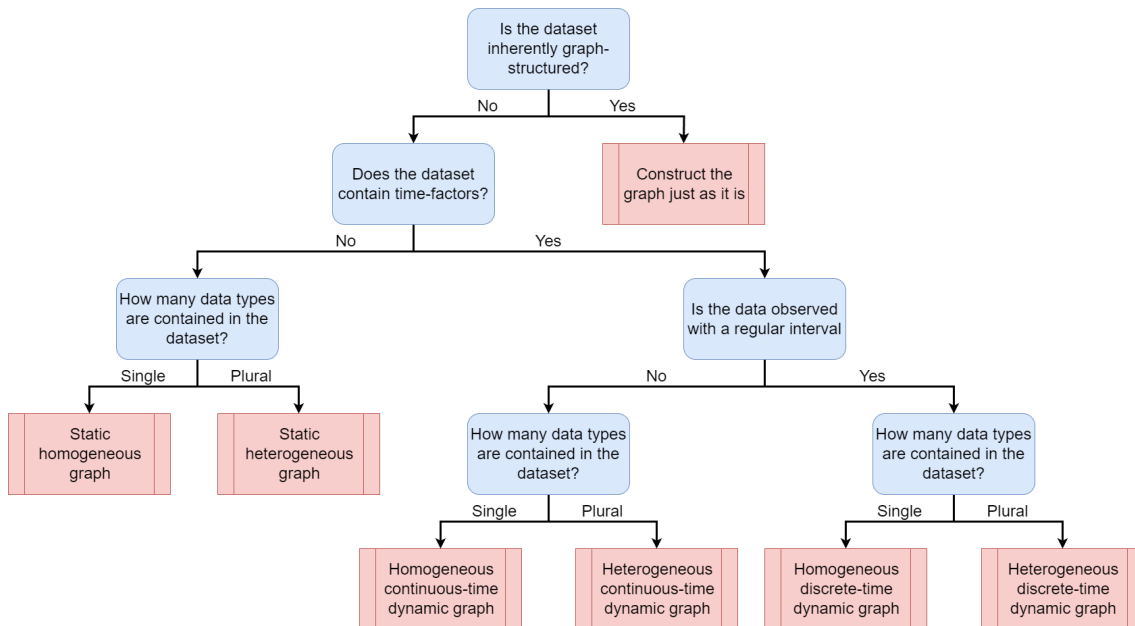 Is the dataset
inherently graph-
structured?
No
Yes
Does the dataset
contain time-factors?
Construct the
graph just as it is
No
Yes
How many data types
are contained in the
dataset?
Is the data observed
with a regular interval
Single
Plural
No
Yes
Static
homogeneous
graph
Static
heterogeneous
graph
How many data types
are contained in the
dataset?
How many data types
are contained in the
dataset?
Single
Plural
Single
Plural
Homogeneous
continuous-time
dynamic graph
Heterogeneous
continuous-time
dynamic graph
Homogeneous
discrete-time
dynamic graph
Heterogeneous
discrete-time
dynamic graph